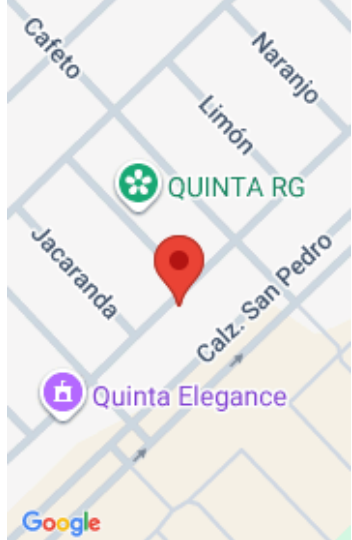 Cafeto
Naranjo
Limón
QUINTA RG
Jacaranda
Calz. San Pedro
Quinta Elegance
Google